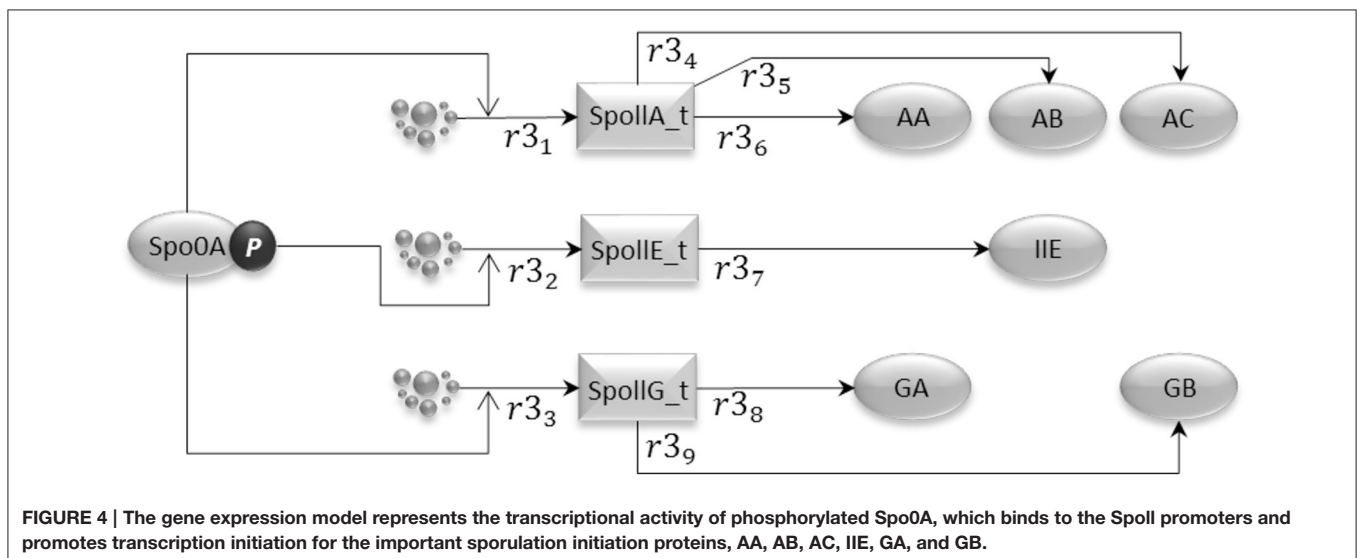 r3₄
r3₅
SpoIIA_t
AA
AB
AC
r3₁
r3₆
Spo0A
P
SpoIIE_t
IIE
r3₂
r3₇
SpoIIG_t
GA
GB
r3₃
r3₈
r3₉
FIGURE 4 | The gene expression model represents the transcriptional activity of phosphorylated Spo0A, which binds to the SpoII promoters and
promotes transcription initiation for the important sporulation initiation proteins, AA, AB, AC, IIE, GA, and GB.